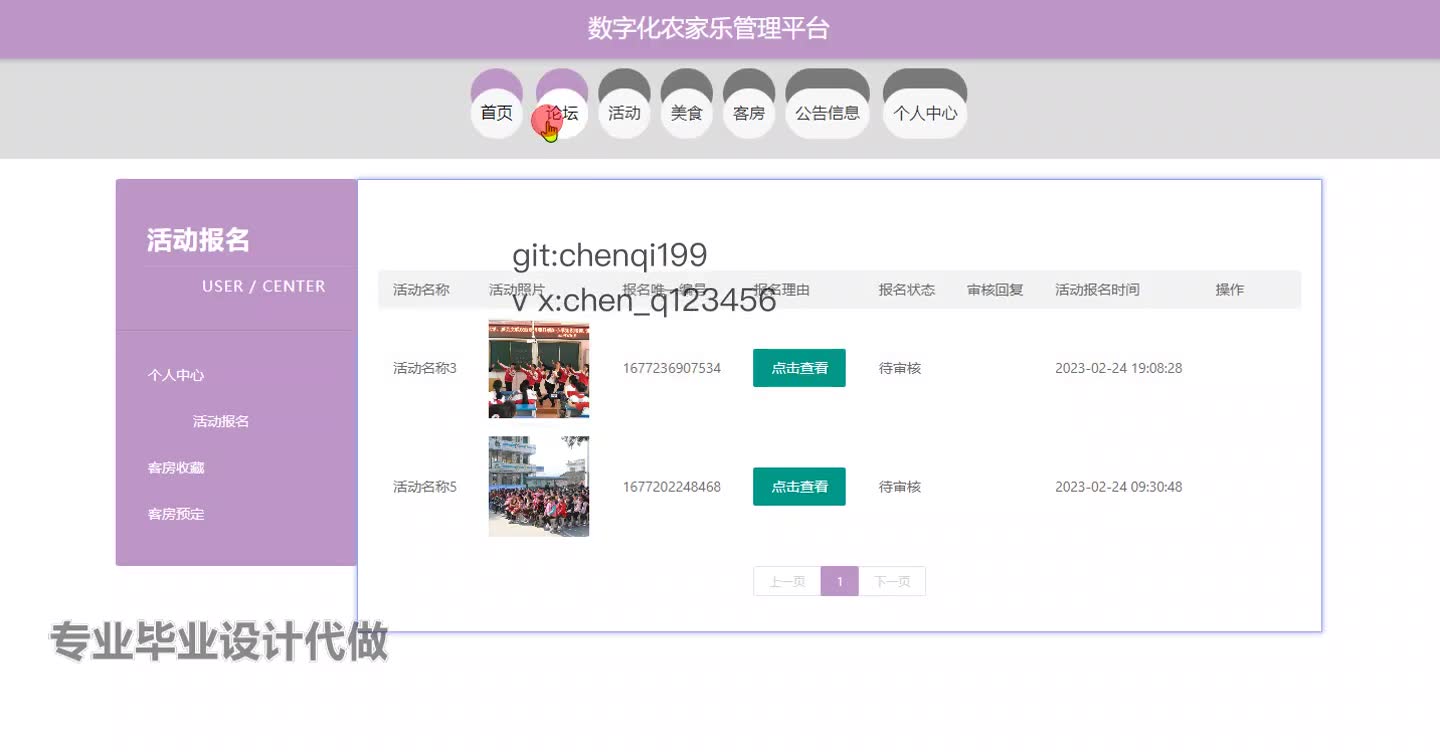 数字化农家乐管理平台
首页 论坛 活动 美食 客房 公告信息 个人中心
活动报名
USER / CENTER
个人中心
活动报名
客房收藏
客房预定
git:chenqi199
v x:chen_q123456
活动名称 活动照片 报名唯一编号 报名理由 报名状态 审核回复 活动报名时间 操作
活动名称3 1677236907534 点击查看 待审核 2023-02-24 19:08:28
活动名称5 1677202248468 点击查看 待审核 2023-02-24 09:30:48
上一页 1 下一页
专业毕业设计代做